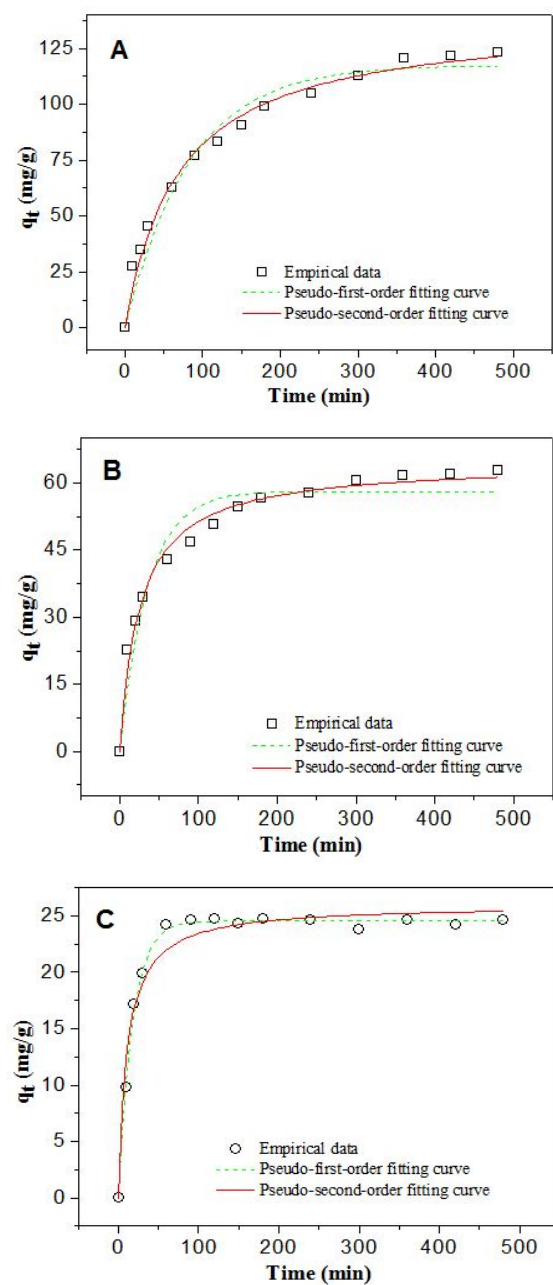 A
125
100
75
50
25
0
qt (mg/g)
Empirical data
Pseudo-first-order fitting curve
Pseudo-second-order fitting curve
0 100 200 300 400 500
Time (min)
B
60
45
30
15
0
qt (mg/g)
Empirical data
Pseudo-first-order fitting curve
Pseudo-second-order fitting curve
0 100 200 300 400 500
Time (min)
C
25
20
15
10
5
0
qt (mg/g)
Empirical data
Pseudo-first-order fitting curve
Pseudo-second-order fitting curve
0 100 200 300 400 500
Time (min)